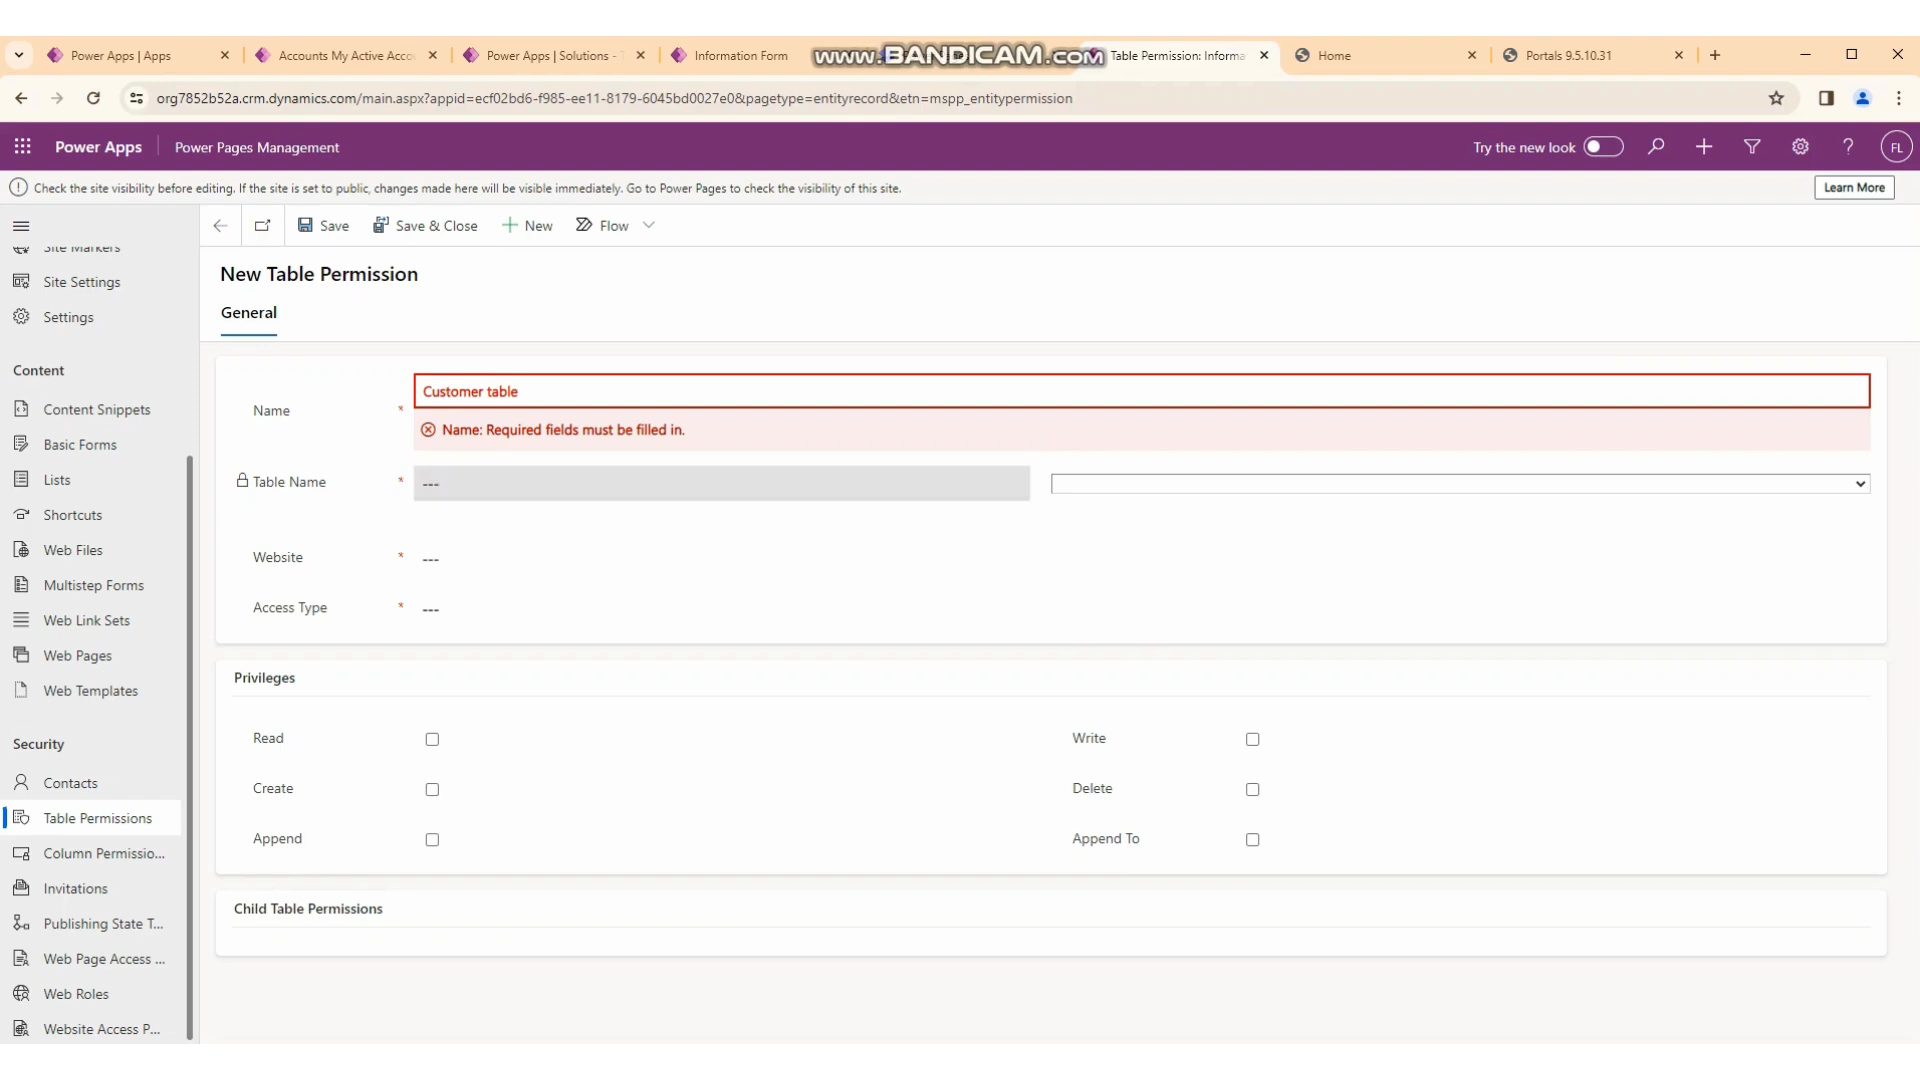 Power Apps | Apps
Accounts My Active Acco
Power Apps | Solutions -
Information Form
www.BANDICAM.com
Table Permission: Informa
Home
Portals 9.5.10.31
org7852b52a.crm.dynamics.com/main.aspx?appid=ecf02bd6-f985-ee11-8179-6045bd0027e0&pagetype=entityrecord&etn=mspp_entitypermission
Power Apps
Power Pages Management
Try the new look
FL
Check the site visibility before editing. If the site is set to public, changes made here will be visible immediately. Go to Power Pages to check the visibility of this site.
Learn More
Save
Save & Close
New
Flow
Site Markers
Site Settings
Settings
Content
Content Snippets
Basic Forms
Lists
Shortcuts
Web Files
Multistep Forms
Web Link Sets
Web Pages
Web Templates
Security
Contacts
Table Permissions
Column Permissio...
Invitations
Publishing State T...
Web Page Access ...
Web Roles
Website Access P...
New Table Permission
General
Name *
Customer table
Name: Required fields must be filled in.
Table Name * ---
Website * ---
Access Type * ---
Privileges
Read
Write
Create
Delete
Append
Append To
Child Table Permissions